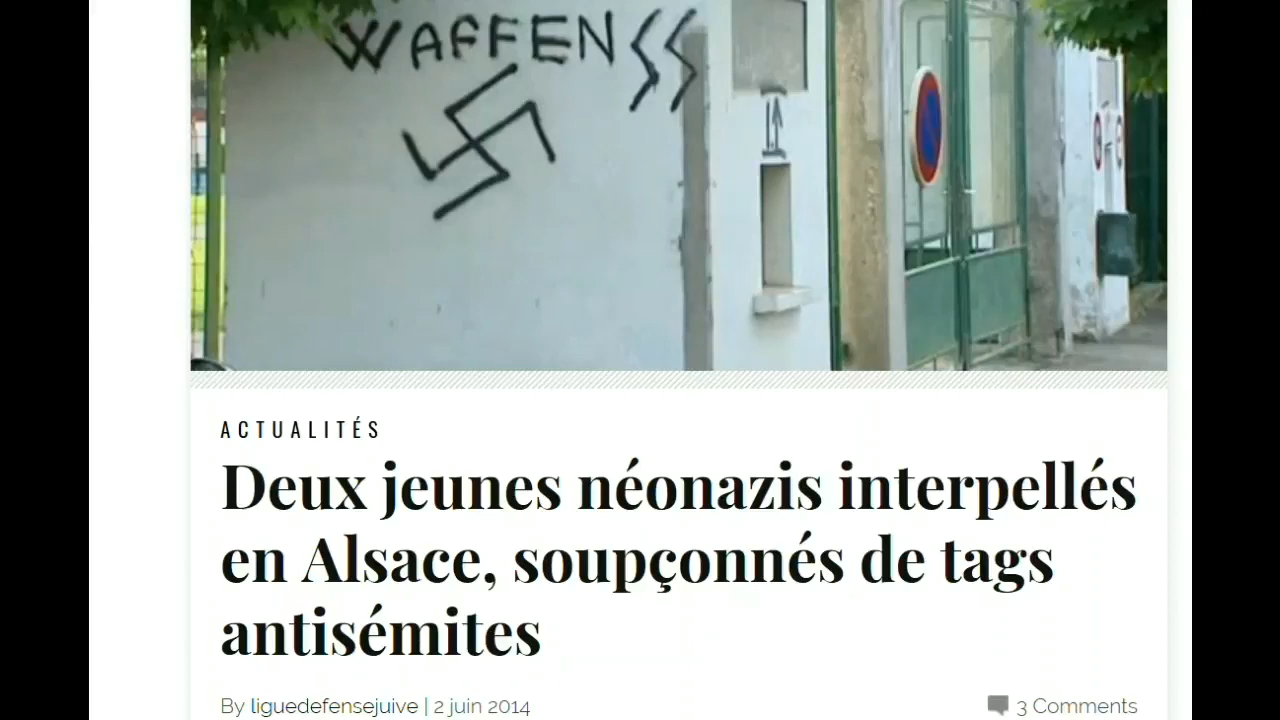 WAFFEN SS
ACTUALITÉS
Deux jeunes néonazis interpellés
en Alsace, soupçonnés de tags
antisémites
By liguedefensejuive | 2 juin 2014
3 Comments